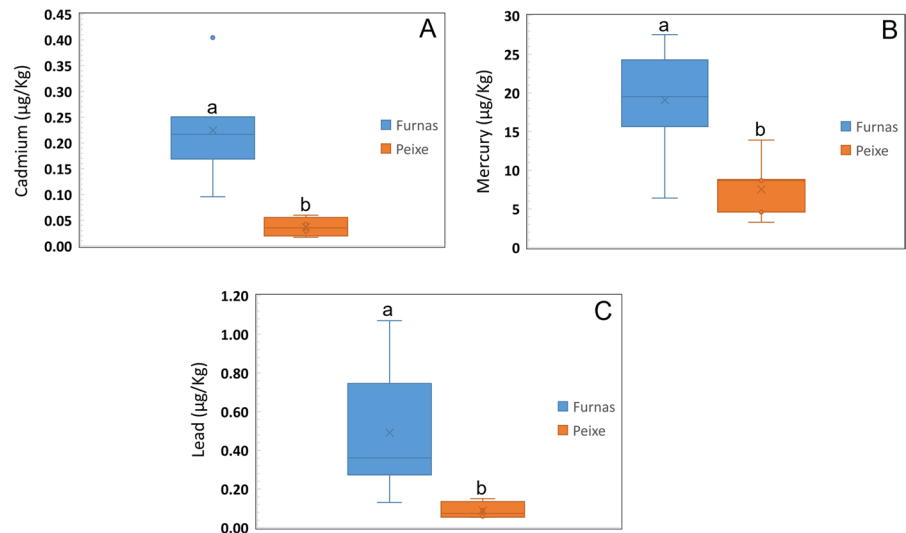 A
Cadmium (µg/Kg)
0.45
0.40
0.35
0.30
0.25
0.20
0.15
0.10
0.05
0.00
a
b
Furnas
Peixe
B
Mercury (µg/Kg)
30
25
20
15
10
5
0
a
b
Furnas
Peixe
C
Lead (µg/Kg)
1.20
1.00
0.80
0.60
0.40
0.20
0.00
a
b
Furnas
Peixe